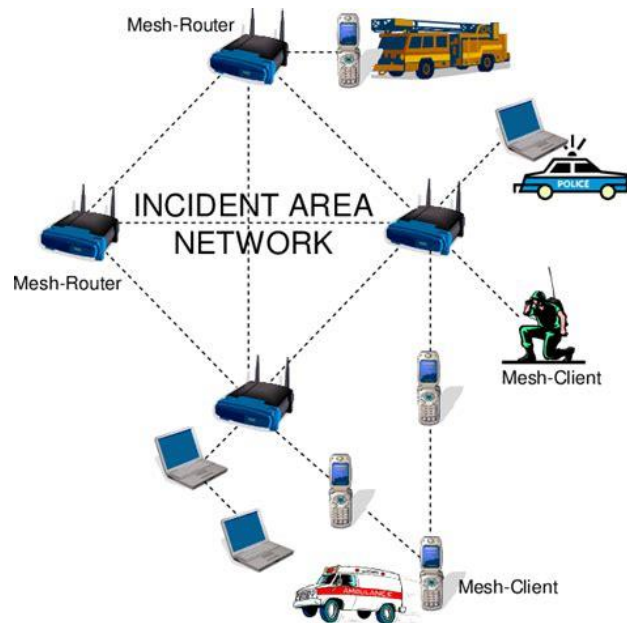 Mesh-Router
POLICE
INCIDENT AREA
NETWORK
Mesh-Router
Mesh-Client
AMBULANCE
Mesh-Client